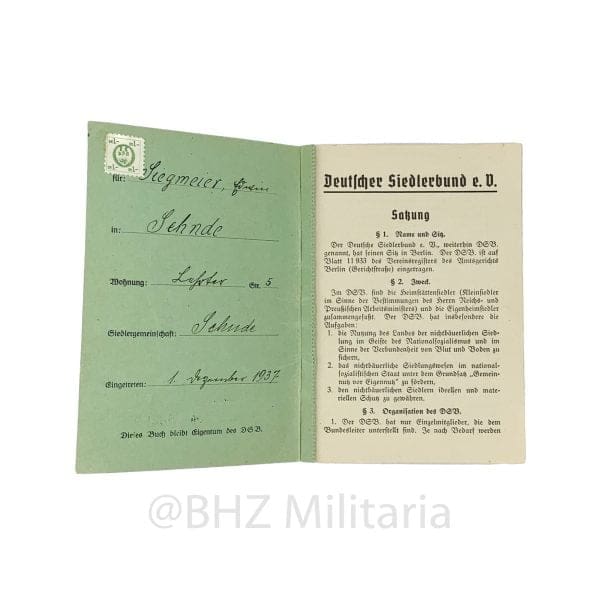 für: Siegmeier, Edwin
in: Sehnde
Wohnung: Lehrter Str. 5
Siedlergemeinschaft: Sehnde
Eingetreten: 1. Dezember 1937
Dieses Buch bleibt Eigentum des DSB.
Deutscher Siedlerbund e. V.
Satzung
§ 1. Name und Sitz.
Der Deutsche Siedlerbund e. V., weiterhin DSB.
genannt, hat seinen Sitz in Berlin. Der DSB. ist auf
Blatt 11 933 des Vereinsregisters des Amtsgerichts
Berlin (Gerichtstraße) eingetragen.
§ 2. Zweck.
Im DSB. sind die Heimstättensiedler (Kleinsiedler
im Sinne der Bestimmungen des Herrn Reichs- und
Preußischen Arbeitsministers) und die Eigenheimsiedler
zusammengefaßt. Der DSB. hat insbesondere die
Aufgaben:
1. die Nutzung des Landes der nichtbäuerlichen Sied-
lung im Geiste des Nationalsozialismus und im
Sinne der Verbundenheit von Blut und Boden zu
sichern,
2. das nichtbäuerliche Siedlungswesen im national-
sozialistischen Staat unter dem Grundsatz „Gemein-
nutz vor Eigennutz“ zu fördern,
3. den nichtbäuerlichen Siedlern ideellen und mate-
riellen Schutz zu gewähren.
§ 3. Organisation des DSB.
1. Der DSB. hat nur Einzelmitglieder, die dem
Bundesleiter unterstellt sind. Je nach Bedarf werden
@BHZ Militaria